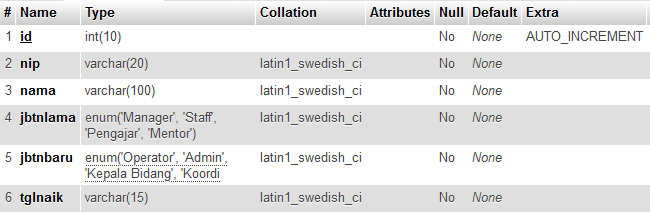 # Name Type Collation Attributes Null Default Extra
1 id int(10) No None AUTO_INCREMENT
2 nip varchar(20) latin1_swedish_ci No None
3 nama varchar(100) latin1_swedish_ci No None
4 jbtnlama enum('Manager', 'Staff', latin1_swedish_ci No None
'Pengajar', 'Mentor')
5 jbtnbaru enum('Operator', 'Admin', latin1_swedish_ci No None
'Kepala Bidang', 'Koordi
6 tglnaik varchar(15) latin1_swedish_ci No None